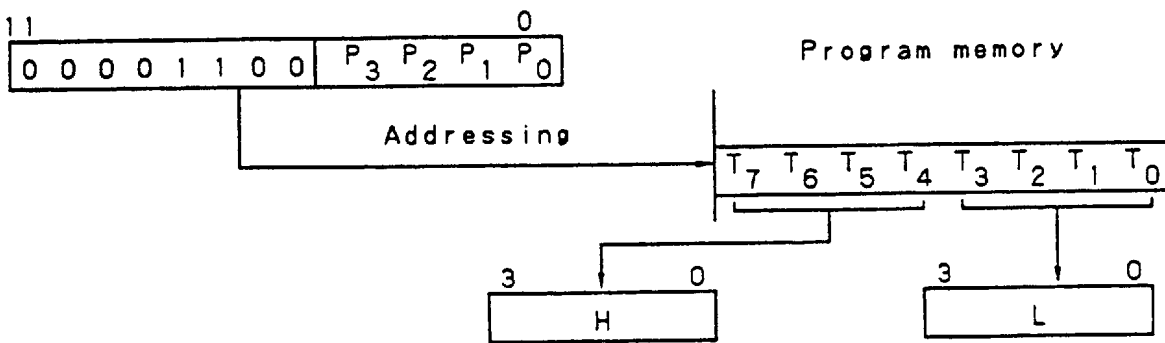 11 0
0 0 0 0 1 1 0 0 P3 P2 P1 P0
Program memory
Addressing
T7 T6 T5 T4 T3 T2 T1 T0
3 0 3 0
H L